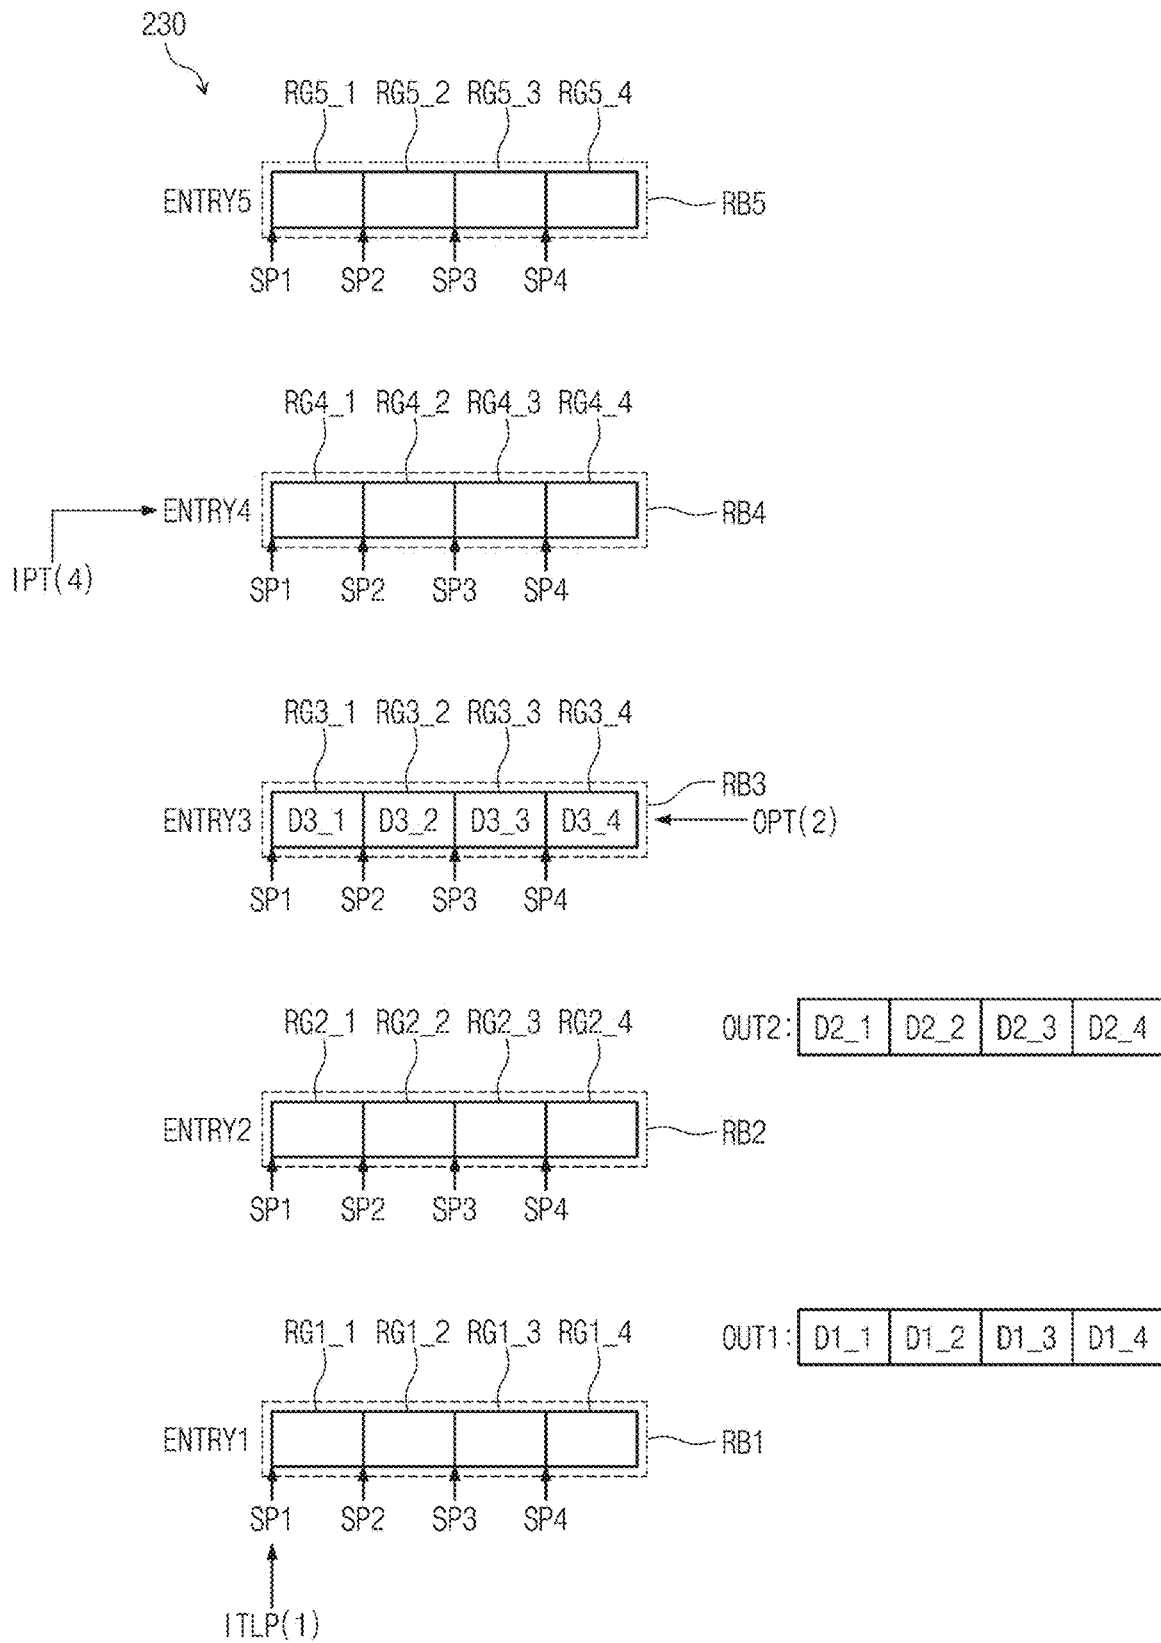 230
RG5_1 RG5_2 RG5_3 RG5_4
ENTRY5 RB5
SP1 SP2 SP3 SP4
RG4_1 RG4_2 RG4_3 RG4_4
ENTRY4 RB4
IPT(4)
SP1 SP2 SP3 SP4
RG3_1 RG3_2 RG3_3 RG3_4
RB3
ENTRY3 D3_1 D3_2 D3_3 D3_4 OPT(2)
SP1 SP2 SP3 SP4
RG2_1 RG2_2 RG2_3 RG2_4
OUT2: D2_1 D2_2 D2_3 D2_4
ENTRY2 RB2
SP1 SP2 SP3 SP4
RG1_1 RG1_2 RG1_3 RG1_4
OUT1: D1_1 D1_2 D1_3 D1_4
ENTRY1 RB1
SP1 SP2 SP3 SP4
ITLP(1)